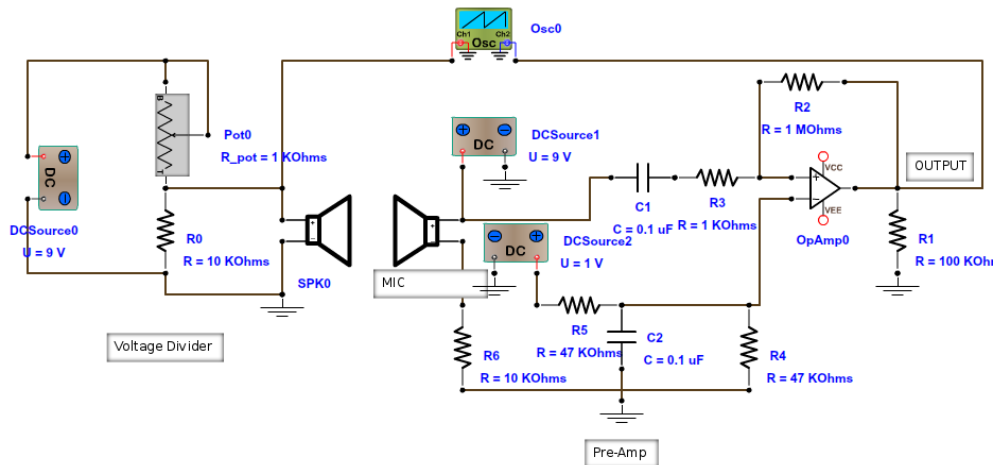 Osc0
Ch1 Ch2
Osc
B
T
Pot0
R_pot = 1 KOhms
DC
DCSource0
U = 9 V
R0
R = 10 KOhms
SPK0
Voltage Divider
DC
DCSource1
U = 9 V
MIC
DC
DCSource2
U = 1 V
C1
C = 0.1 uF
R3
R = 1 KOhms
R2
R = 1 MOhms
VCC
VEE
OpAmp0
OUTPUT
R1
R = 100 KOhm
R5
R = 47 KOhms
C2
C = 0.1 uF
R6
R = 10 KOhms
R4
R = 47 KOhms
Pre-Amp